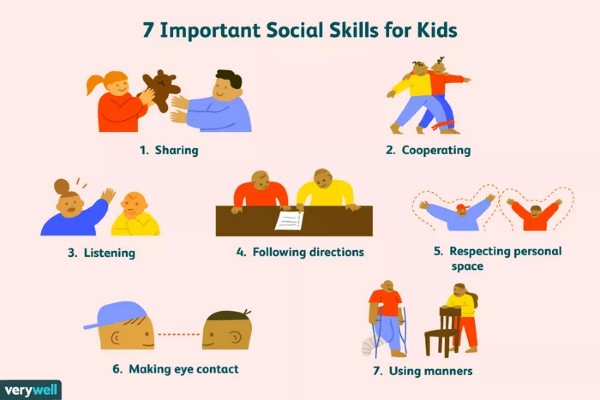 7 Important Social Skills for Kids
1. Sharing
2. Cooperating
3. Listening
4. Following directions
5. Respecting personal
space
6. Making eye contact
7. Using manners
verywell